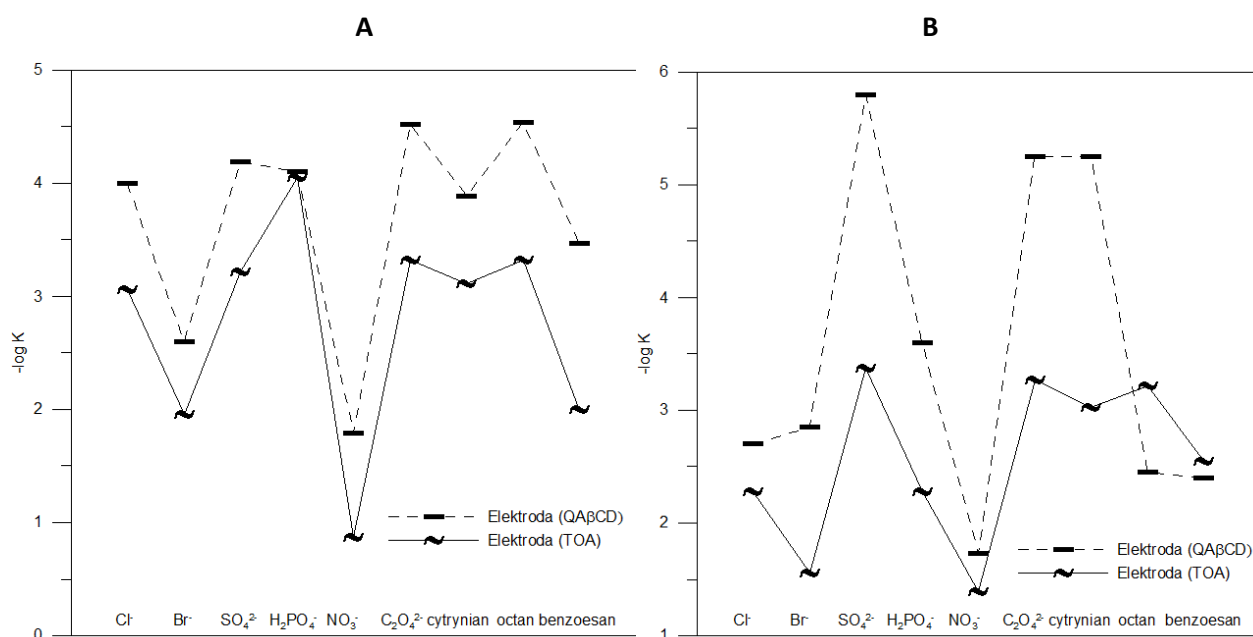 A
5
4
3
2
1
0
-log K
Elektroda (QAβCD)
Elektroda (TOA)
Cl⁻ Br⁻ SO₄²⁻ H₂PO₄⁻ NO₃⁻ C₂O₄²⁻ cytrynian octan benzoesan
B
6
5
4
3
2
1
-log K
Elektroda (QAβCD)
Elektroda (TOA)
Cl⁻ Br⁻ SO₄²⁻ H₂PO₄⁻ NO₃⁻ C₂O₄²⁻ cytrynian octan benzoesan